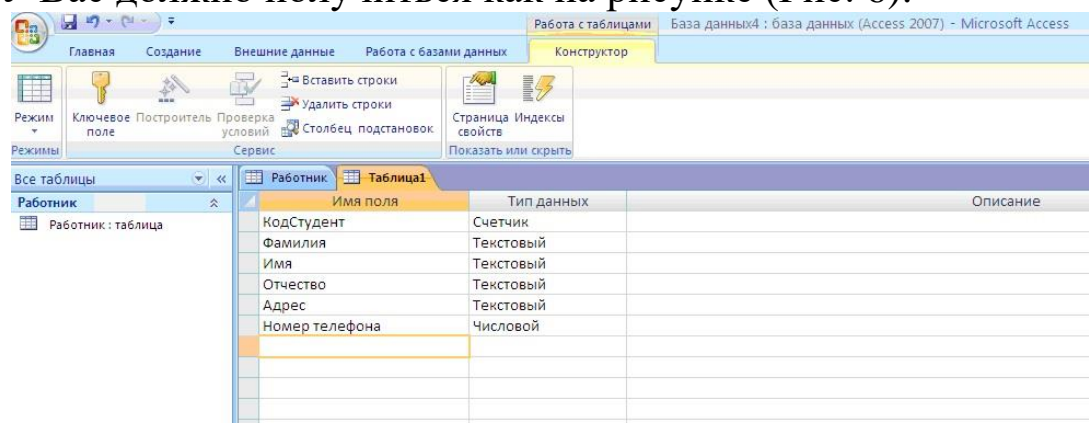 Вас должно получиться как на рисунке (Рис. 6).
Работа с таблицами База данных4 : база данных (Access 2007) - Microsoft Access
Главная Создание Внешние данные Работа с базами данных Конструктор
Режим
Ключевое поле
Построитель
Проверка условий
Вставить строки
Удалить строки
Столбец подстановок
Страница свойств
Индексы
Режимы Сервис Показать или скрыть
Все таблицы « Работник Таблица1
Работник Имя поля Тип данных Описание
Работник : таблица КодСтудент Счетчик
Фамилия Текстовый
Имя Текстовый
Отчество Текстовый
Адрес Текстовый
Номер телефона Числовой